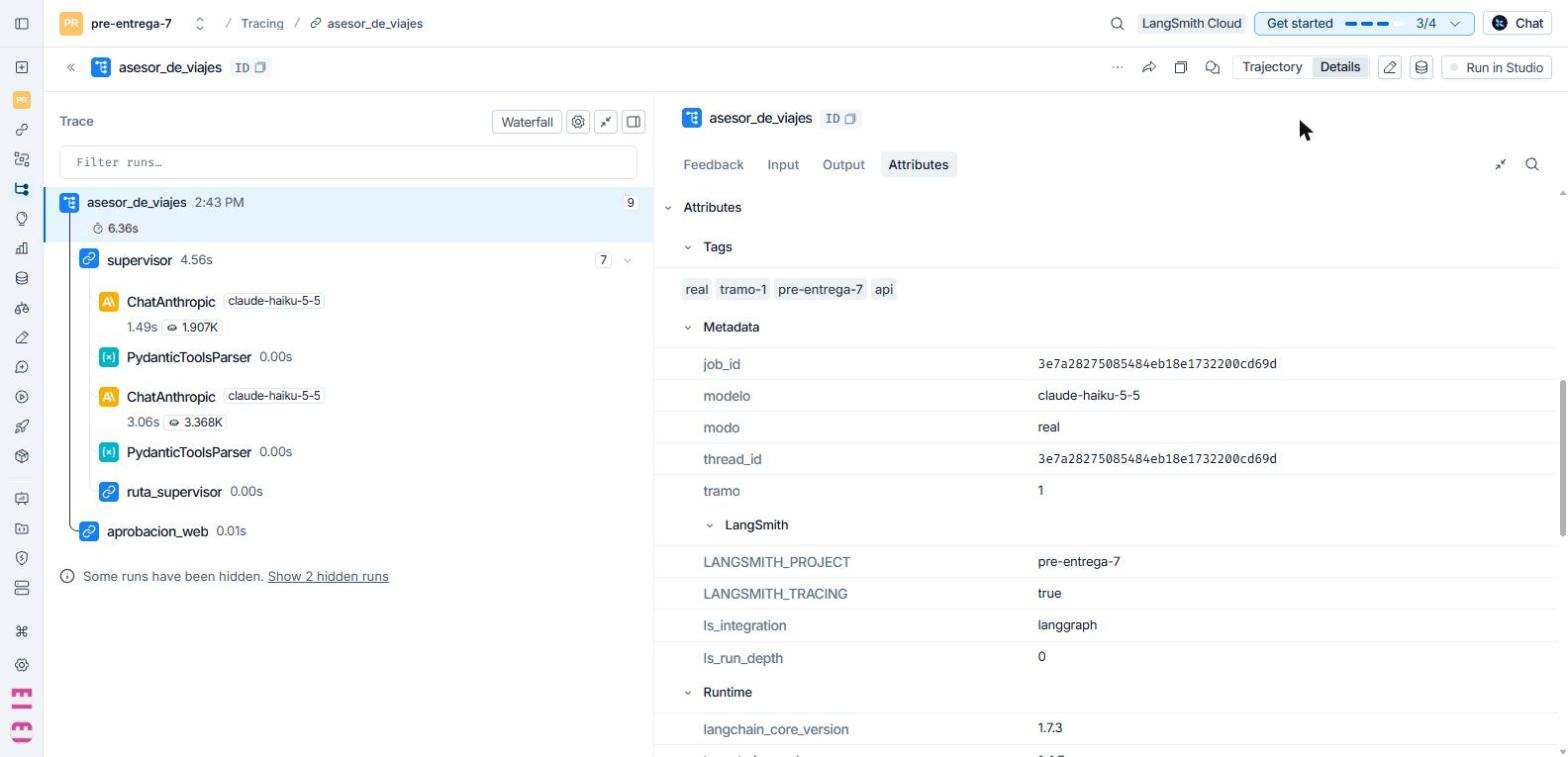 PR pre-entrega-7 / Tracing / asesor_de_viajes LangSmith Cloud Get started 3/4 Chat
asesor_de_viajes ID ... Trajectory Details Run in Studio
PR
Trace Waterfall
Filter runs…
asesor_de_viajes 2:43 PM 9
6.36s
supervisor 4.56s 7
ChatAnthropic claude-haiku-5-5
1.49s 1.907K
PydanticToolsParser 0.00s
ChatAnthropic claude-haiku-5-5
3.06s 3.368K
PydanticToolsParser 0.00s
ruta_supervisor 0.00s
aprobacion_web 0.01s
Some runs have been hidden. Show 2 hidden runs
asesor_de_viajes ID
Feedback Input Output Attributes
Attributes
Tags
real tramo-1 pre-entrega-7 api
Metadata
job_id 3e7a28275085484eb18e1732200cd69d
modelo claude-haiku-5-5
modo real
thread_id 3e7a28275085484eb18e1732200cd69d
tramo 1
LangSmith
LANGSMITH_PROJECT pre-entrega-7
LANGSMITH_TRACING true
ls_integration langgraph
ls_run_depth 0
Runtime
langchain_core_version 1.7.3